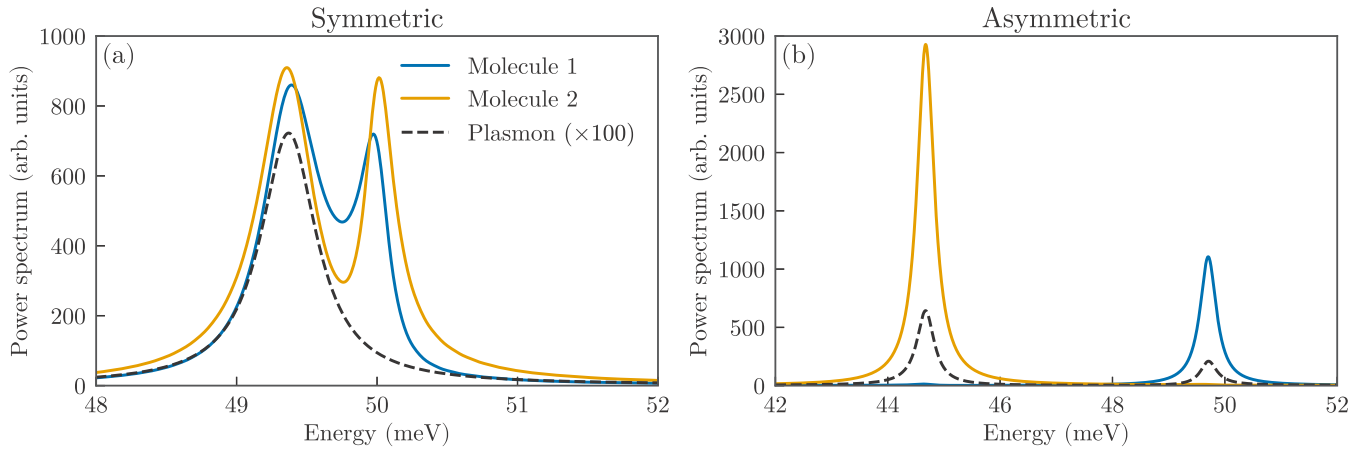 Symmetric
(a)
Molecule 1
Molecule 2
Plasmon (×100)
1000
800
600
400
200
0
Power spectrum (arb. units)
48
49
50
51
52
Energy (meV)
Asymmetric
(b)
3000
2500
2000
1500
1000
500
0
Power spectrum (arb. units)
42
44
46
48
50
52
Energy (meV)